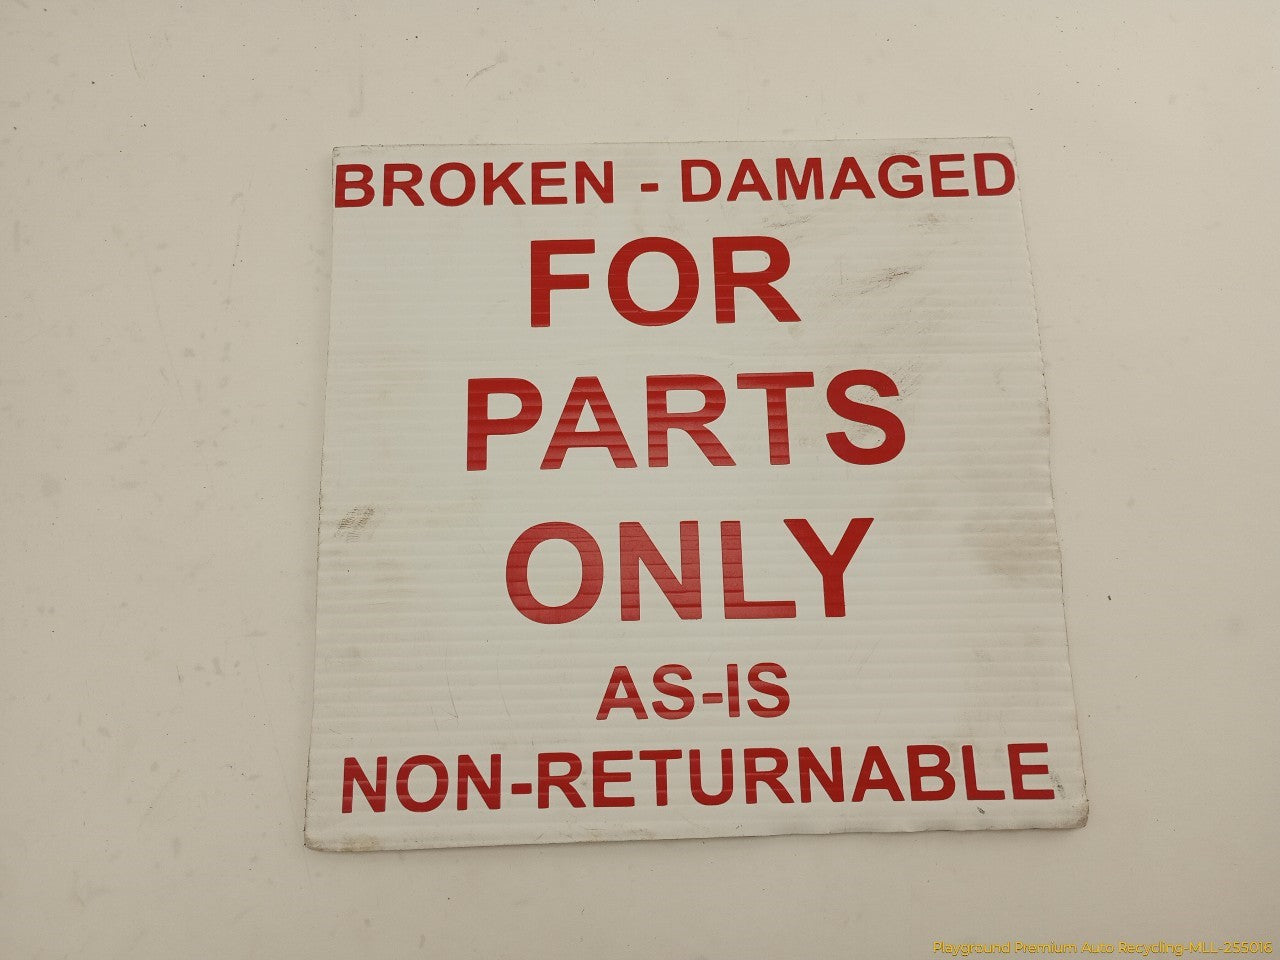 BROKEN - DAMAGED
FOR
PARTS
ONLY
AS-IS
NON-RETURNABLE
Playground Premium Auto Recycling-MLL-255016